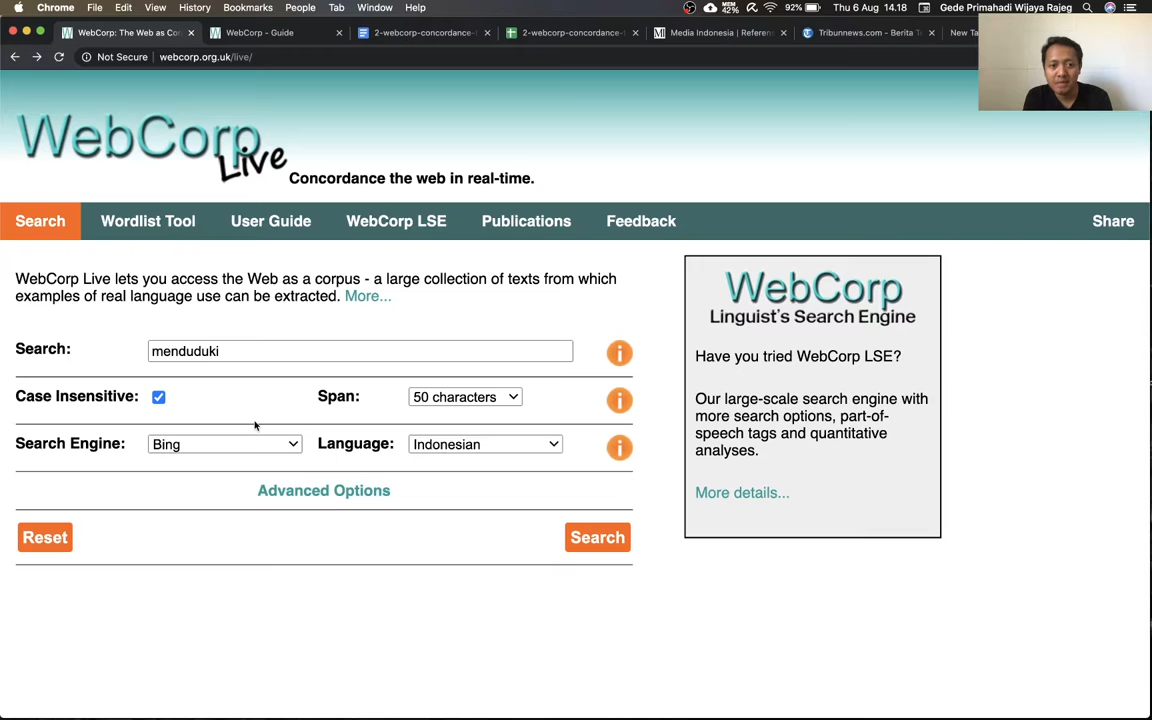 Chrome File Edit View History Bookmarks People Tab Window Help MEM 42% 92% Thu 6 Aug 14.18 Gede Primahadi Wijaya Rajeg
WebCorp: The Web as Co WebCorp - Guide 2-webcorp-concordance- 2-webcorp-concordance- Media Indonesia | Referen Tribunnews.com - Berita T New Ta
Not Secure webcorp.org.uk/live/
WebCorp Live Concordance the web in real-time.
Search Wordlist Tool User Guide WebCorp LSE Publications Feedback Share
WebCorp Live lets you access the Web as a corpus - a large collection of texts from which
examples of real language use can be extracted. More...
Search: menduduki
Case Insensitive: Span: 50 characters
Search Engine: Bing Language: Indonesian
Advanced Options
Reset Search
WebCorp
Linguist's Search Engine
Have you tried WebCorp LSE?
Our large-scale search engine with
more search options, part-of-
speech tags and quantitative
analyses.
More details...